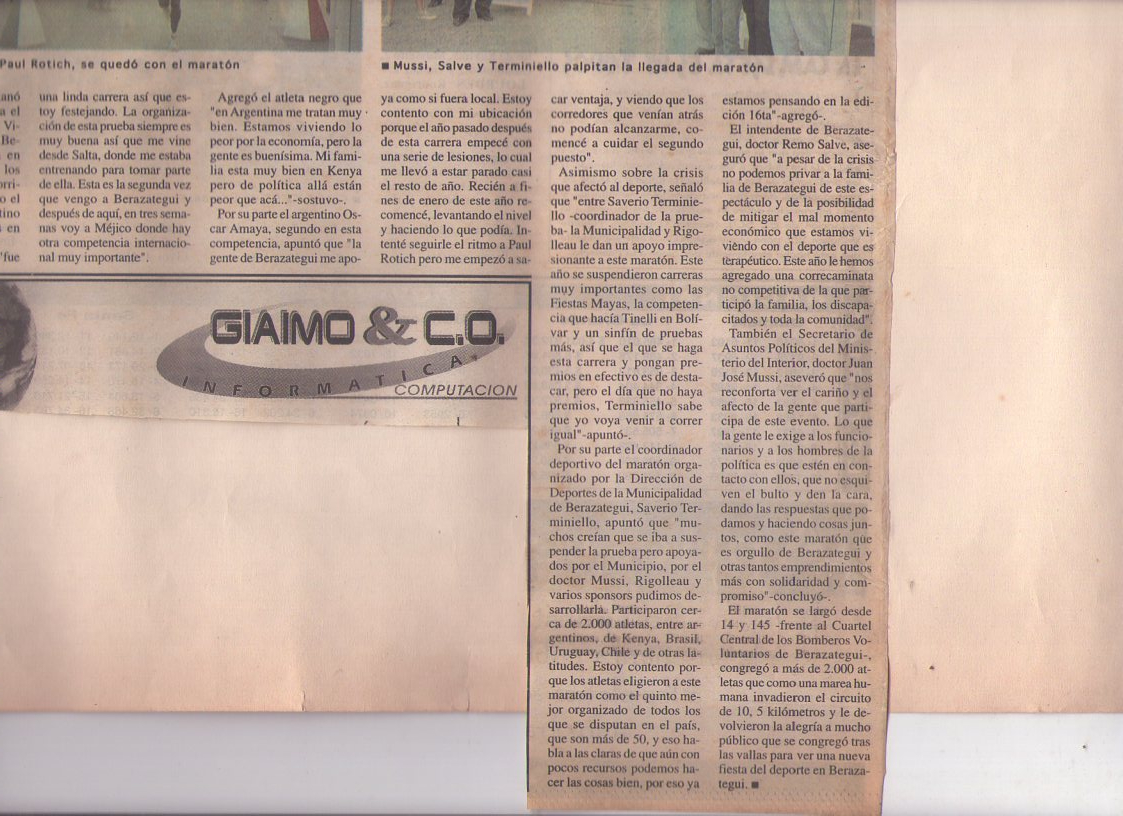 Paul Rotich, se quedó con el maratón
■ Mussi, Salve y Terminiello palpitan la llegada del maratón
anó
a el
Vi-
Be-
en
los
orri-
o el
tino
s en
"fue
una linda carrera así que es-
toy festejando. La organiza-
ción de esta prueba siempre es
muy buena así que me vine
desde Salta, donde me estaba
entrenando para tomar parte
de ella. Esta es la segunda vez
que vengo a Berazategui y
después de aquí, en tres sema-
nas voy a Méjico donde hay
otra competencia internacio-
nal muy importante".
Agregó el atleta negro que
"en Argentina me tratan muy
bien. Estamos viviendo lo
peor por la economía, pero la
gente es buenísima. Mi fami-
lia esta muy bien en Kenya
pero de política allá están
peor que acá..."-sostuvo-.
Por su parte el argentino Os-
car Amaya, segundo en esta
competencia, apuntó que "la
gente de Berazategui me apo-
ya como si fuera local. Estoy
contento con mi ubicación
porque el año pasado después
de esta carrera empecé con
una serie de lesiones, lo cual
me llevó a estar parado casi
el resto de año. Recién a fi-
nes de enero de este año re-
comencé, levantando el nivel
y haciendo lo que podía. In-
tenté seguirle el ritmo a Paul
Rotich pero me empezó a sa-
car ventaja, y viendo que los
corredores que venían atrás
no podían alcanzarme, co-
mencé a cuidar el segundo
puesto".
Asimismo sobre la crisis
que afectó al deporte, señaló
que "entre Saverio Terminie-
llo -coordinador de la prue-
ba- la Municipalidad y Rigo-
lleau le dan un apoyo impre-
sionante a este maratón. Este
año se suspendieron carreras
muy importantes como las
Fiestas Mayas, la competen-
cia que hacía Tinelli en Bolí-
var y un sinfín de pruebas
más, así que el que se haga
esta carrera y pongan pre-
mios en efectivo es de desta-
car, pero el día que no haya
premios, Terminiello sabe
que yo voya venir a correr
igual"-apuntó-.
Por su parte el coordinador
deportivo del maratón orga-
nizado por la Dirección de
Deportes de la Municipalidad
de Berazategui, Saverio Ter-
miniello, apuntó que "mu-
chos creían que se iba a sus-
pender la prueba pero apoya-
dos por el Municipio, por el
doctor Mussi, Rigolleau y
varios sponsors pudimos de-
sarrollarla. Participaron cer-
ca de 2.000 atletas, entre ar-
gentinos, de Kenya, Brasil,
Uruguay, Chile y de otras la-
titudes. Estoy contento por-
que los atletas eligieron a este
maratón como el quinto me-
jor organizado de todos los
que se disputan en el país,
que son más de 50, y eso ha-
bla a las claras de que aún con
pocos recursos podemos ha-
cer las cosas bien, por eso ya
estamos pensando en la edi-
ción 16ta"-agregó-.
El intendente de Berazate-
gui, doctor Remo Salve, ase-
guró que "a pesar de la crisis
no podemos privar a la fami-
lia de Berazategui de este es-
pectáculo y de la posibilidad
de mitigar el mal momento
económico que estamos vi-
viendo con el deporte que es
terapéutico. Este año le hemos
agregado una correcaminata
no competitiva de la que par-
ticipó la familia, los discapa-
citados y toda la comunidad".
También el Secretario de
Asuntos Políticos del Minis-
terio del Interior, doctor Juan
José Mussi, aseveró que "nos
reconforta ver el cariño y el
afecto de la gente que parti-
cipa de este evento. Lo que
la gente le exige a los funcio-
narios y a los hombres de la
política es que estén en con-
tacto con ellos, que no esqui-
ven el bulto y den la cara,
dando las respuestas que po-
damos y haciendo cosas jun-
tos, como este maratón que
es orgullo de Berazategui y
otras tantos emprendimientos
más con solidaridad y com-
promiso"-concluyó-.
El maratón se largó desde
14 y 145 -frente al Cuartel
Central de los Bomberos Vo-
luntarios de Berazategui-,
congregó a más de 2.000 at-
letas que como una marea hu-
mana invadieron el circuito
de 10, 5 kilómetros y le de-
volvieron la alegría a mucho
público que se congregó tras
las vallas para ver una nueva
fiesta del deporte en Beraza-
tegui. ■
GIAIMO & C.O.
INFORMATICA
COMPUTACION